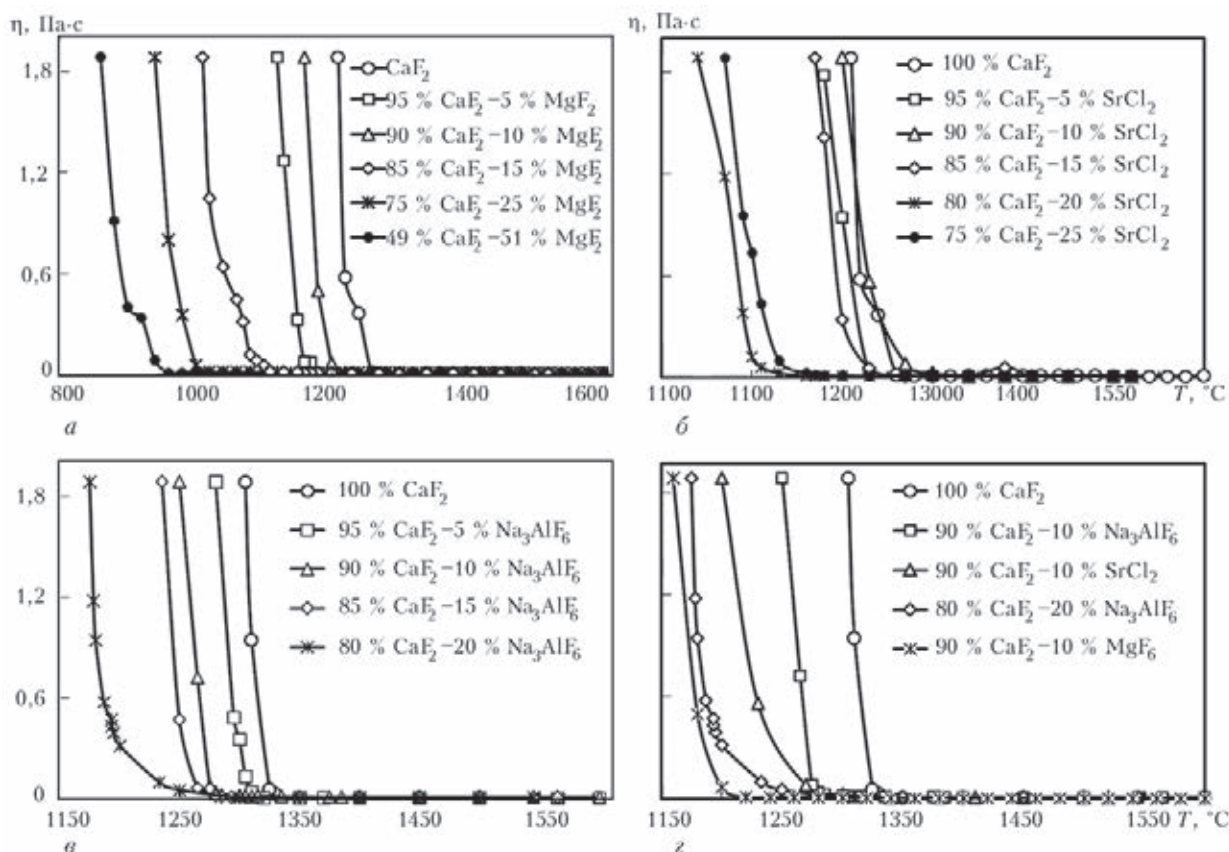 η, Па·с
1,8
1,2
0,6
0
CaF2
95 % CaF2–5 % MgF2
90 % CaF2–10 % MgF2
85 % CaF2–15 % MgF2
75 % CaF2–25 % MgF2
49 % CaF2–51 % MgF2
800 1000 1200 1400 1600
а
η, Па·с
100 % CaF2
95 % CaF2–5 % SrCl2
90 % CaF2–10 % SrCl2
85 % CaF2–15 % SrCl2
80 % CaF2–20 % SrCl2
75 % CaF2–25 % SrCl2
1100 1100 1200 13000 1400 1550 T, °C
б
1,8
1,2
0,6
0
100 % CaF2
95 % CaF2–5 % Na3AlF6
90 % CaF2–10 % Na3AlF6
85 % CaF2–15 % Na3AlF6
80 % CaF2–20 % Na3AlF6
1150 1250 1350 1450 1550
в
100 % CaF2
90 % CaF2–10 % Na3AlF6
90 % CaF2–10 % SrCl2
80 % CaF2–20 % Na3AlF6
90 % CaF2–10 % MgF6
1150 1250 1350 1450 1550 T, °C
г